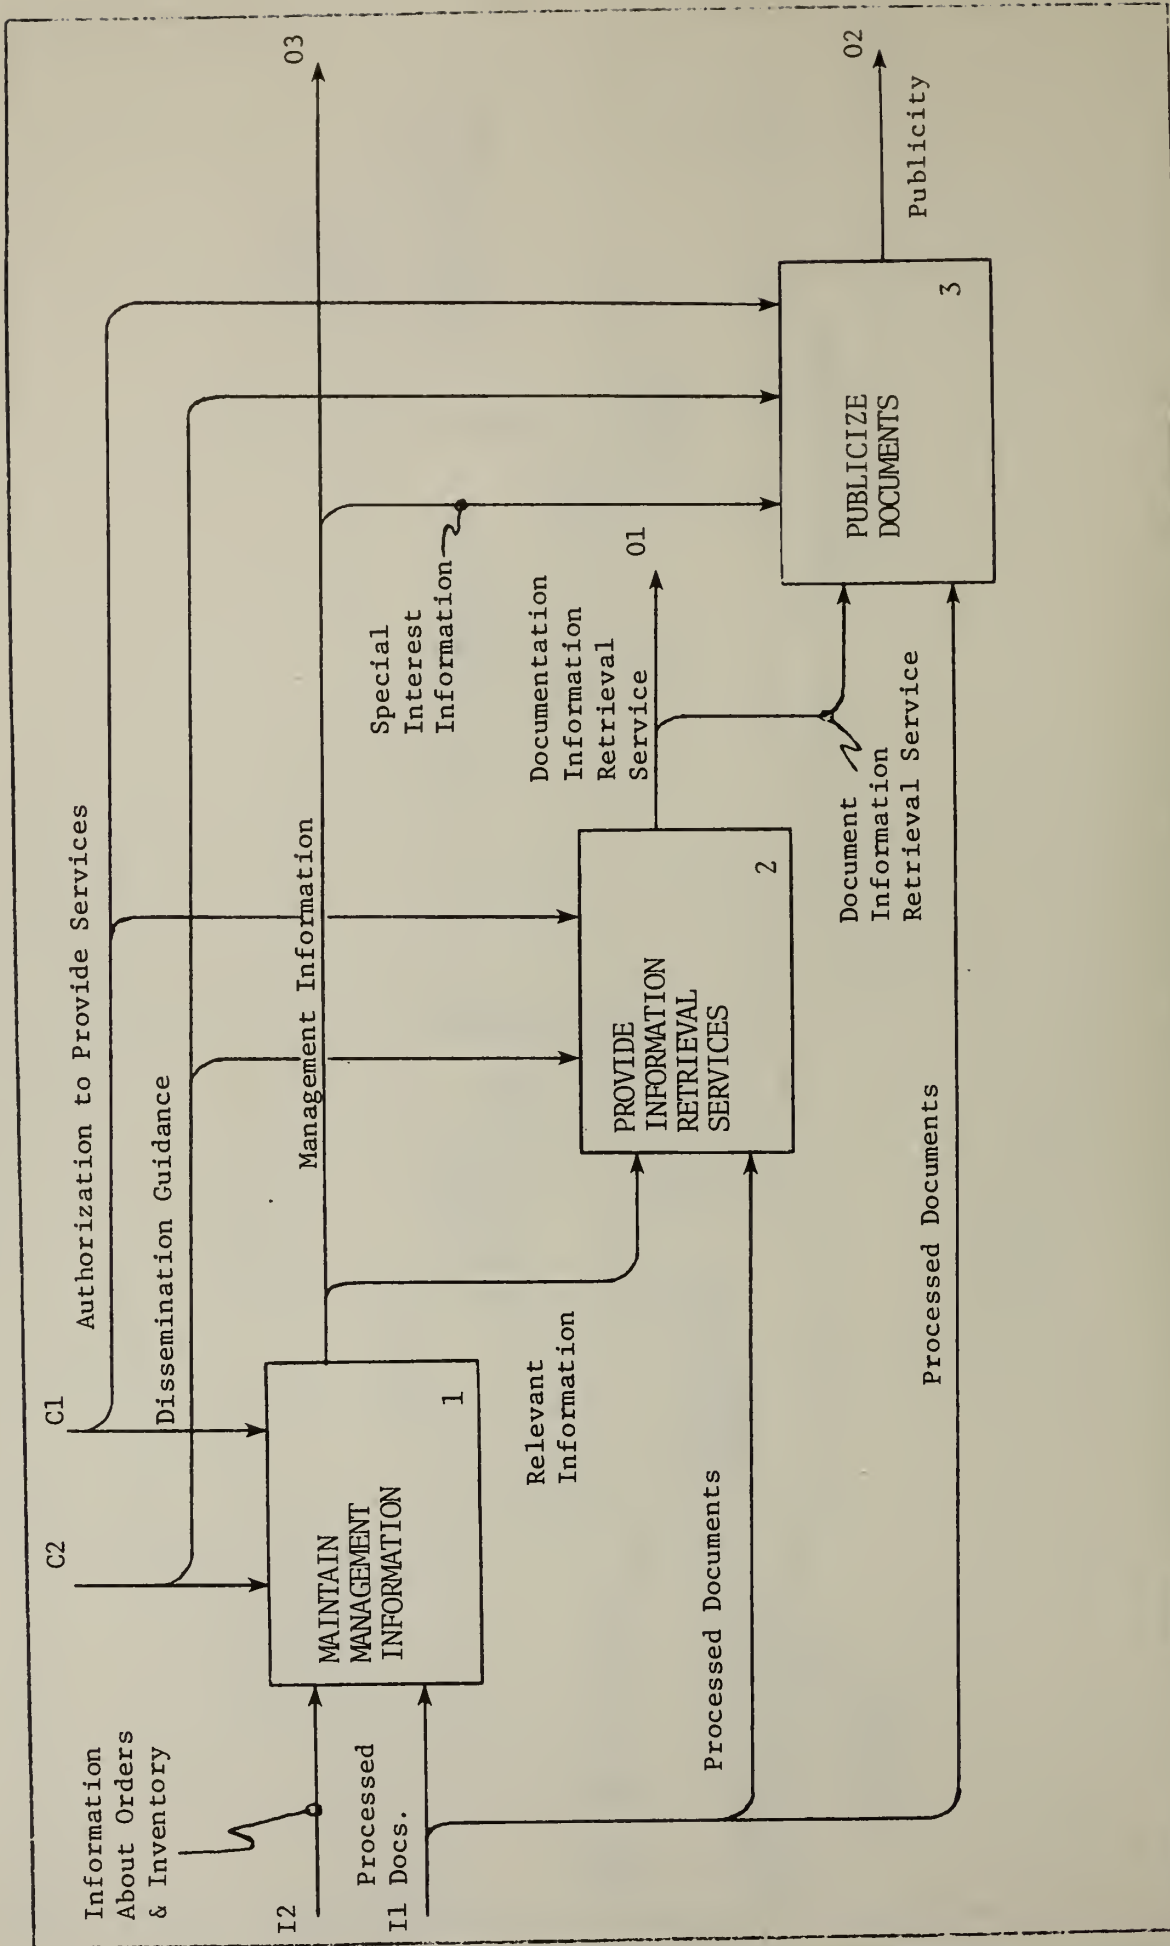 C2
C1
Authorization to Provide Services
O3
O2
Information
About Orders
& Inventory
Dissemination Guidance
Management Information
I2
Processed
I1 Docs.
MAINTAIN
MANAGEMENT
INFORMATION
1
Special
Interest
Information
Publicity
Relevant
Information
Documentation
Information
Retrieval
Service
O1
PROVIDE
INFORMATION
RETRIEVAL
SERVICES
2
Processed Documents
Document
Information
Retrieval Service
PUBLICIZE
DOCUMENTS
3
Processed Documents